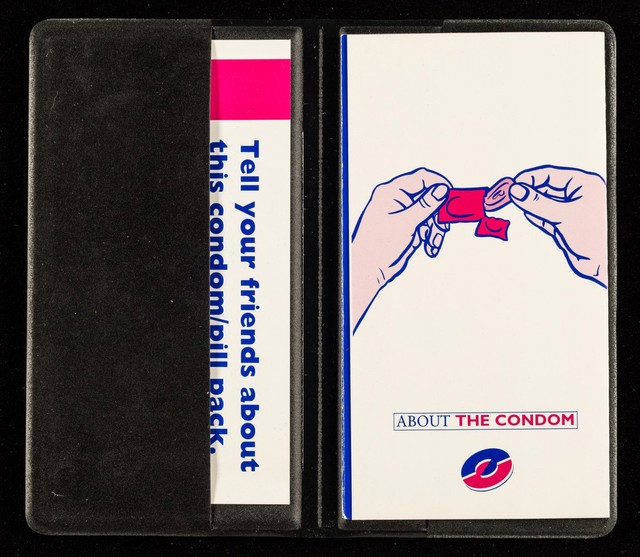 Tell your friends about
this condom/pill pack.
ABOUT THE CONDOM